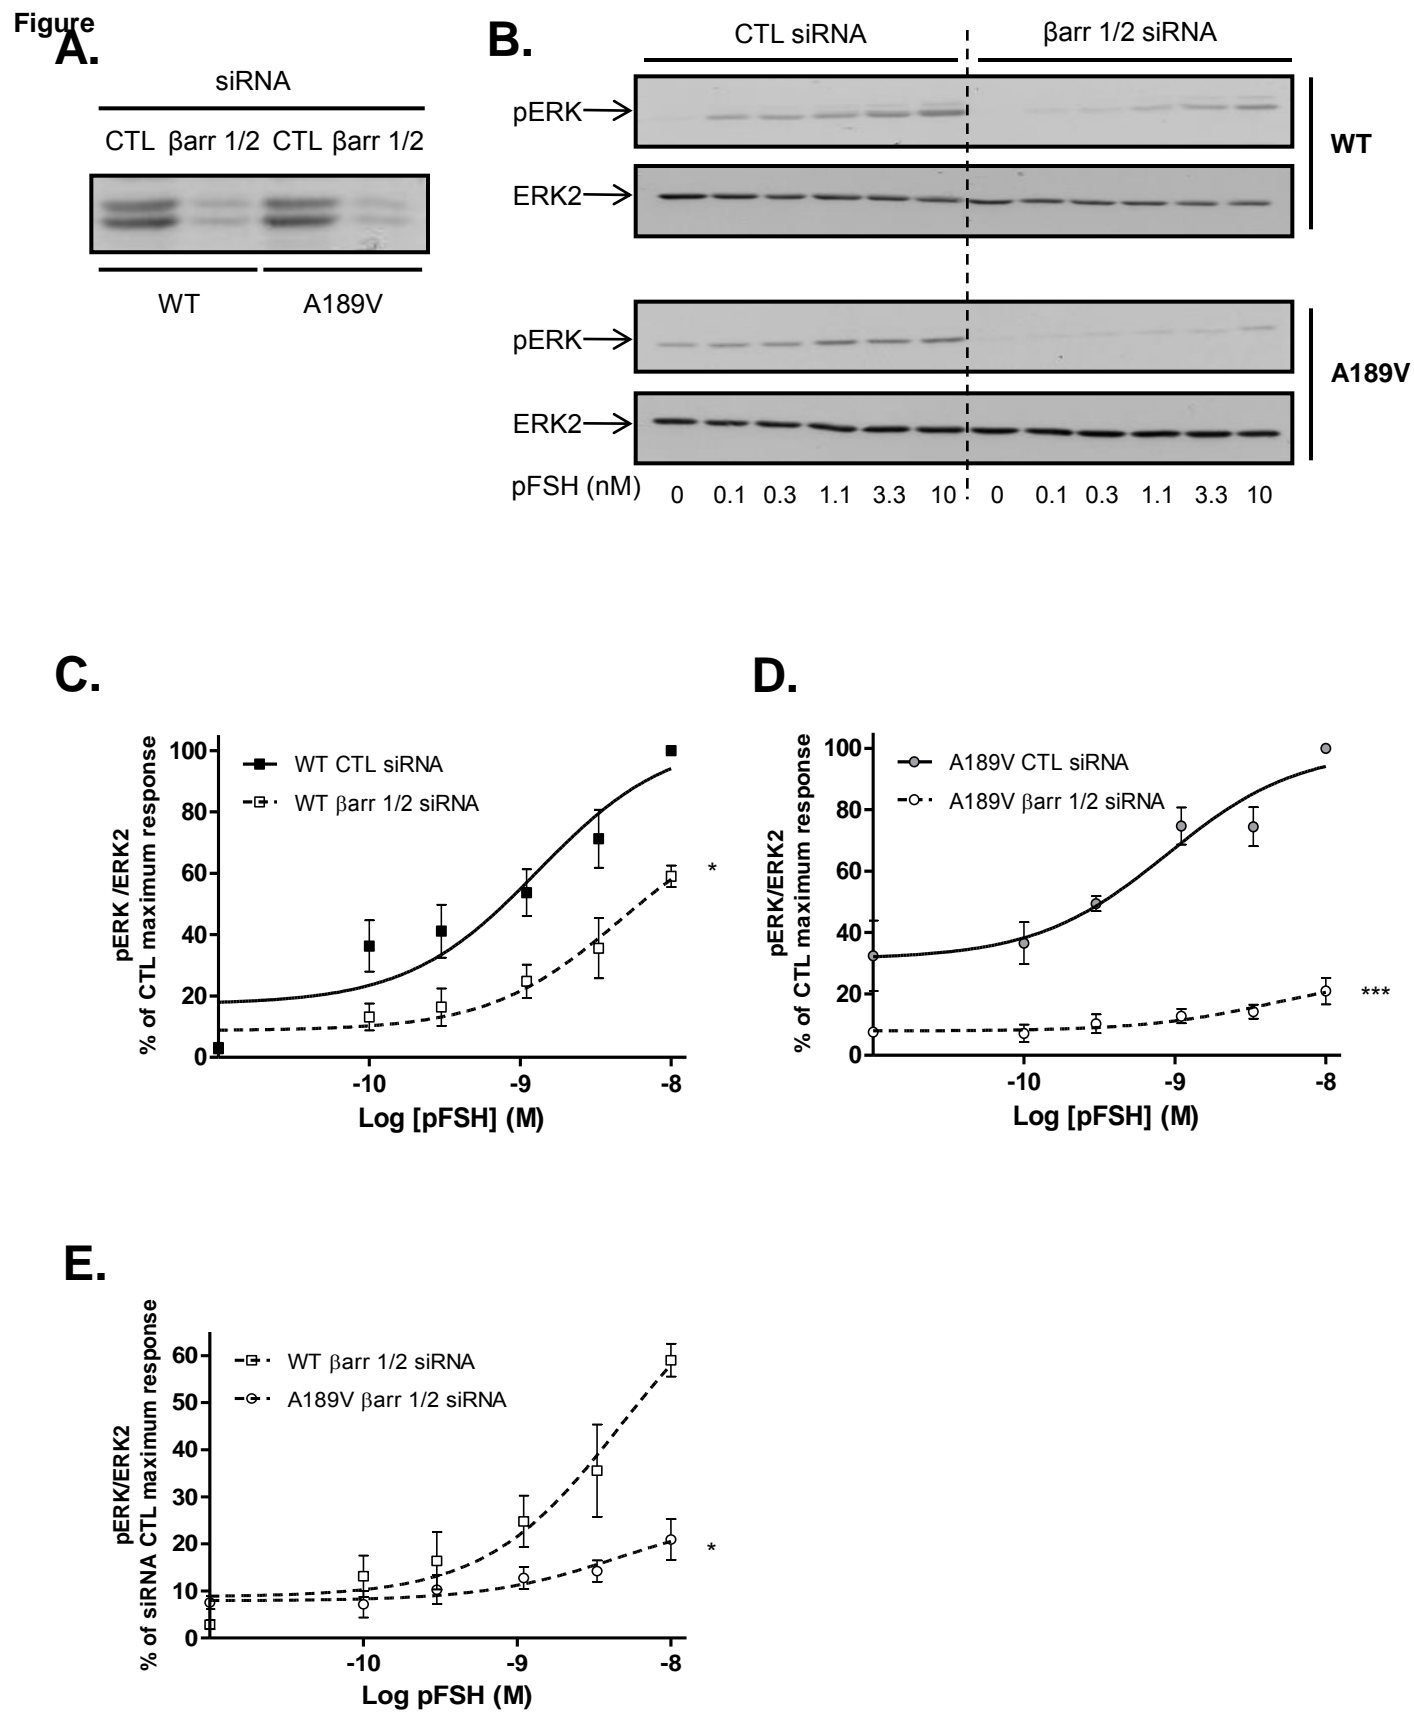 Figure
A.
siRNA
CTL βarr 1/2 CTL βarr 1/2
WT A189V
B.
CTL siRNA βarr 1/2 siRNA
pERK
ERK2
WT
pERK
ERK2
A189V
pFSH (nM) 0 0.1 0.3 1.1 3.3 10 0 0.1 0.3 1.1 3.3 10
C.
pERK /ERK2
% of CTL maximum response
100
80
60
40
20
0
WT CTL siRNA
WT βarr 1/2 siRNA
*
-10 -9 -8
Log [pFSH] (M)
D.
pERK/ERK2
% of CTL maximum response
100
80
60
40
20
0
A189V CTL siRNA
A189V βarr 1/2 siRNA
***
-10 -9 -8
Log [pFSH] (M)
E.
pERK/ERK2
% of siRNA CTL maximum response
60
50
40
30
20
10
0
WT βarr 1/2 siRNA
A189V βarr 1/2 siRNA
*
-10 -9 -8
Log pFSH (M)